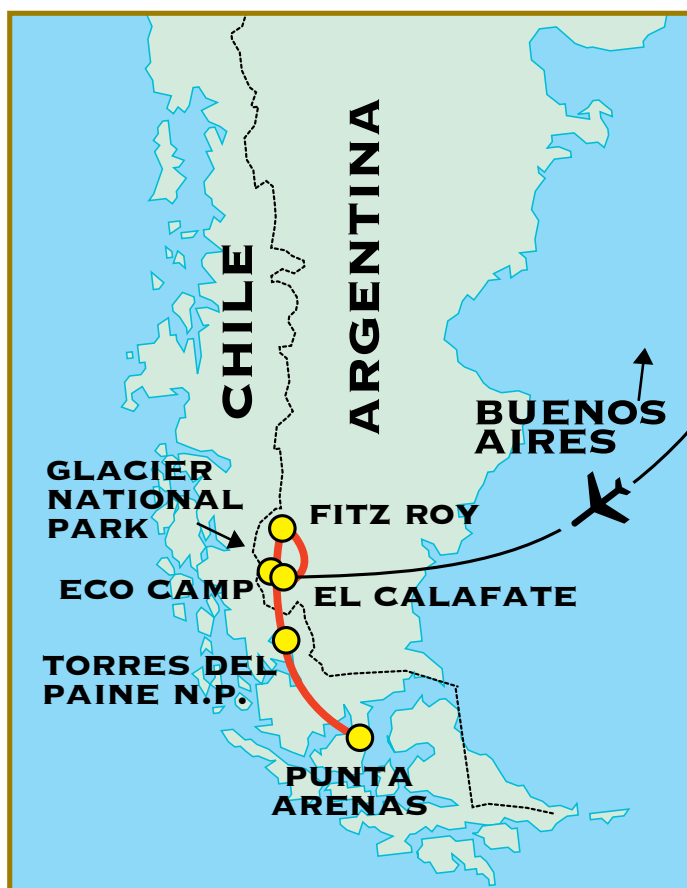 CHILE
ARGENTINA
BUENOS
AIRES
GLACIER
NATIONAL
PARK
FITZ ROY
ECO CAMP
EL CALAFATE
TORRES DEL
PAINE N.P.
PUNTA
ARENAS